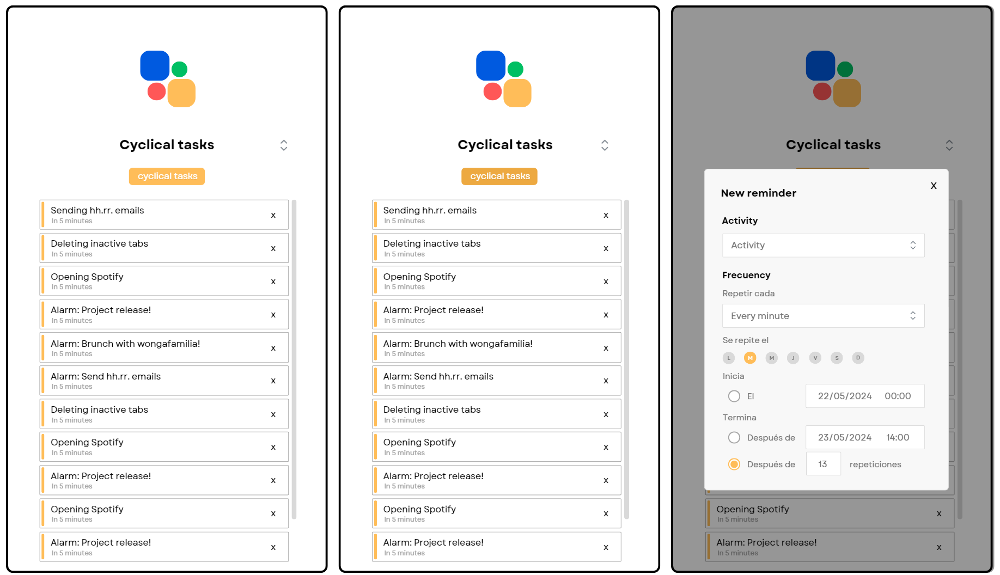 Cyclical tasks
cyclical tasks
Sending hh.rr. emails
In 5 minutes
x
Deleting inactive tabs
In 5 minutes
x
Opening Spotify
In 5 minutes
x
Alarm: Project release!
In 5 minutes
x
Alarm: Brunch with wongafamilia!
In 5 minutes
x
Alarm: Send hh.rr. emails
In 5 minutes
x
Deleting inactive tabs
In 5 minutes
x
Opening Spotify
In 5 minutes
x
Alarm: Project release!
In 5 minutes
x
Opening Spotify
In 5 minutes
x
Alarm: Project release!
In 5 minutes
x
Cyclical tasks
cyclical tasks
Sending hh.rr. emails
In 5 minutes
x
Deleting inactive tabs
In 5 minutes
x
Opening Spotify
In 5 minutes
x
Alarm: Project release!
In 5 minutes
x
Alarm: Brunch with wongafamilia!
In 5 minutes
x
Alarm: Send hh.rr. emails
In 5 minutes
x
Deleting inactive tabs
In 5 minutes
x
Opening Spotify
In 5 minutes
x
Alarm: Project release!
In 5 minutes
x
Opening Spotify
In 5 minutes
x
Alarm: Project release!
In 5 minutes
x
Cyclical tasks
X
New reminder
Activity
Activity
Frecuency
Repetir cada
Every minute
Se repite el
L M M J V S D
Inicia
El 22/05/2024 00:00
Termina
Después de 23/05/2024 14:00
Después de 13 repeticiones
Opening Spotify
In 5 minutes
x
Alarm: Project release!
In 5 minutes
x